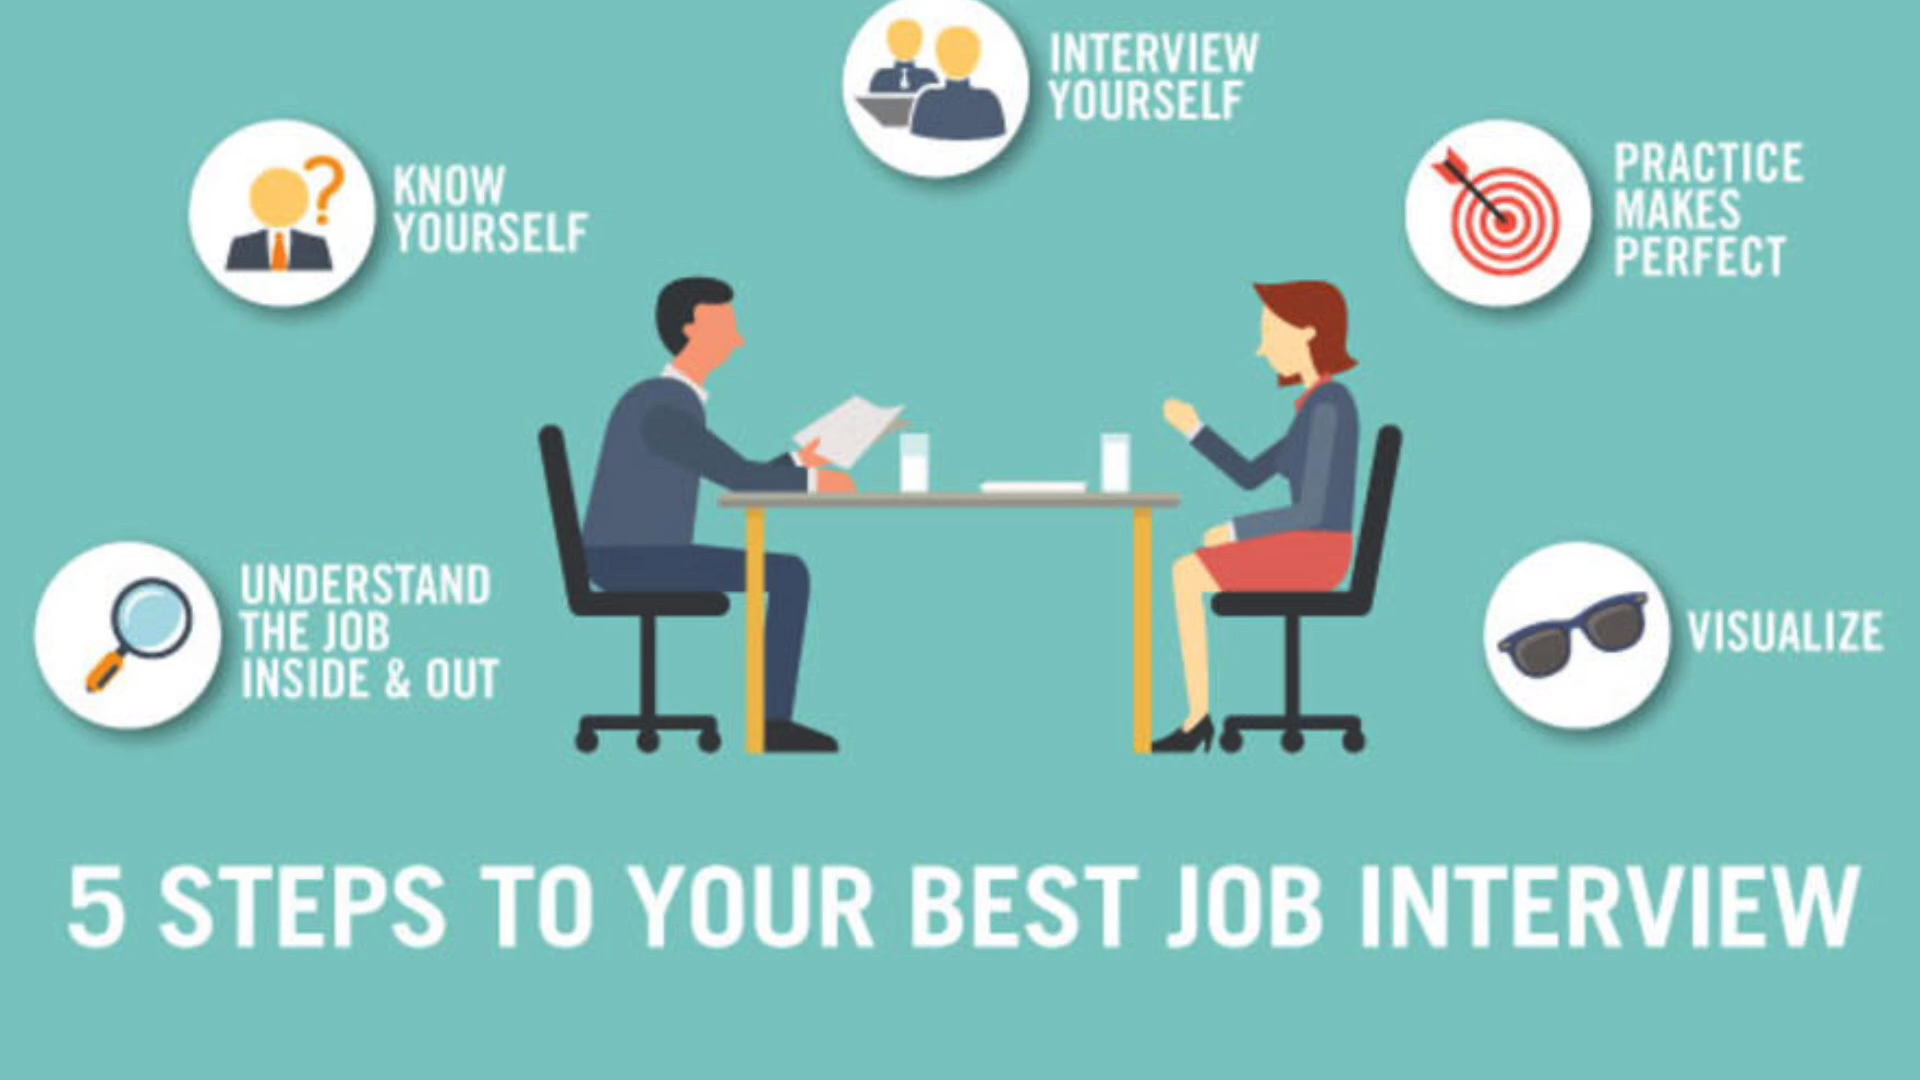 INTERVIEW
YOURSELF
KNOW
YOURSELF
PRACTICE
MAKES
PERFECT
UNDERSTAND
THE JOB
INSIDE & OUT
VISUALIZE
5 STEPS TO YOUR BEST JOB INTERVIEW